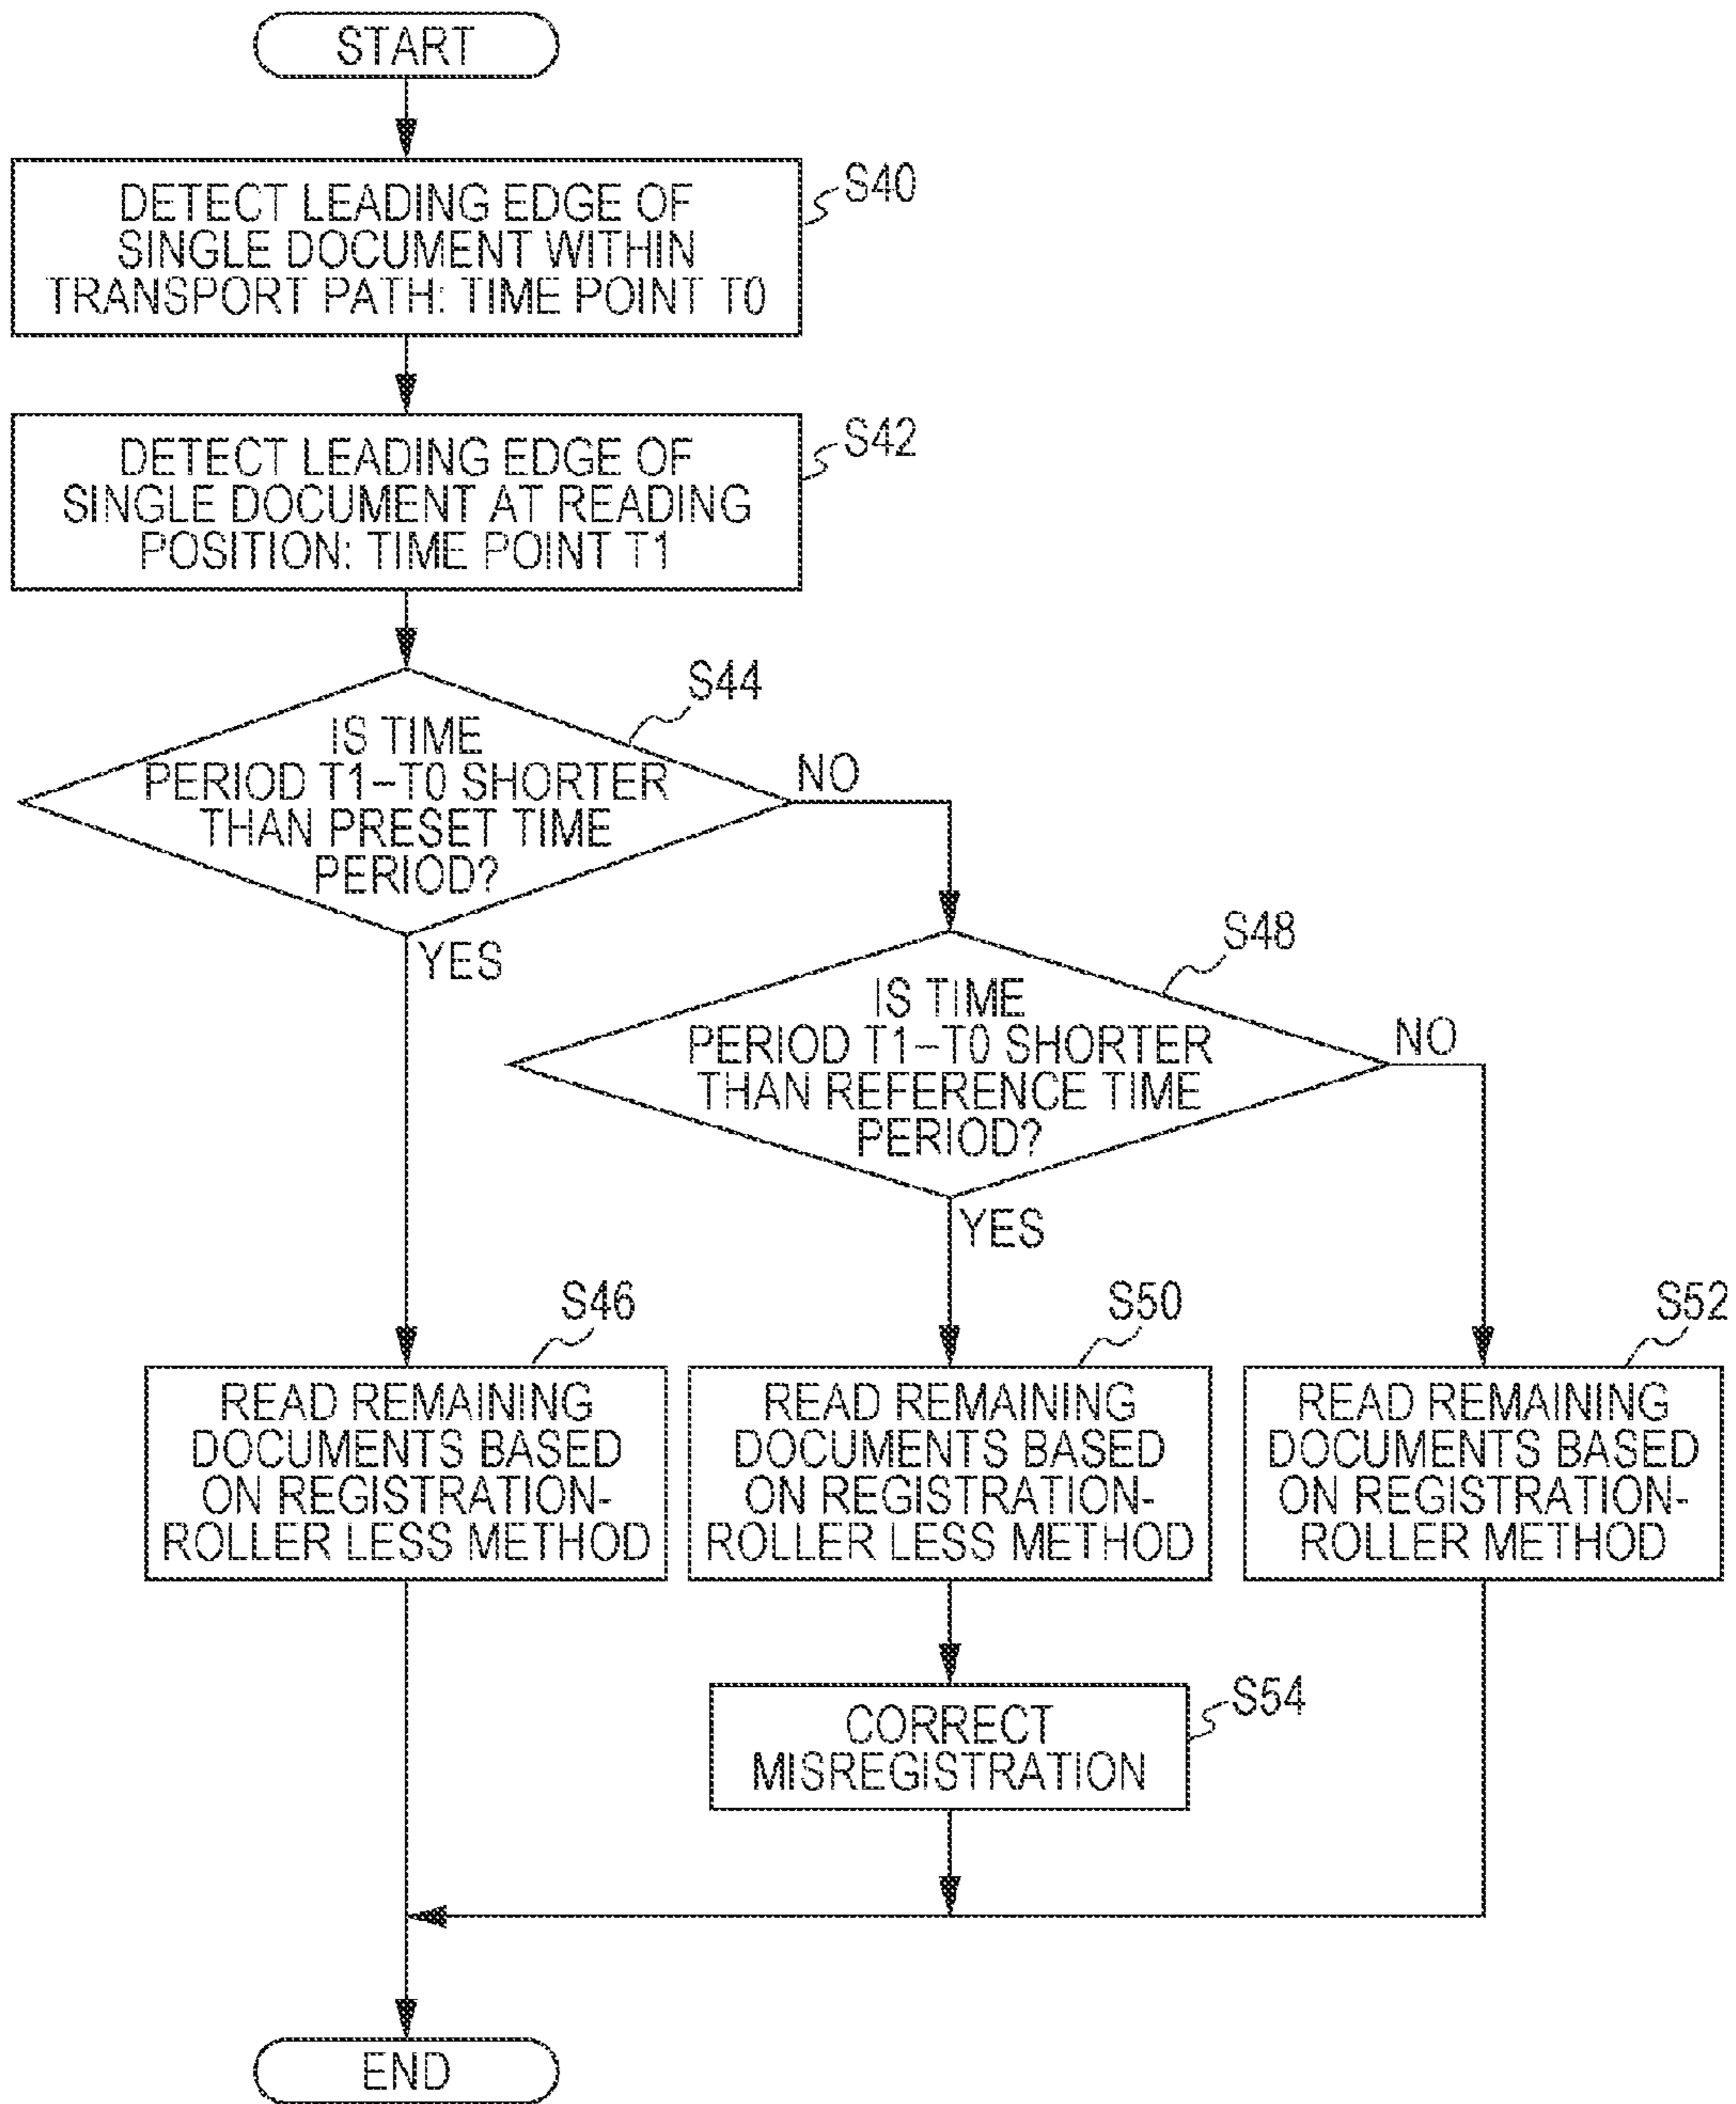 START
DETECT LEADING EDGE OF
SINGLE DOCUMENT WITHIN
TRANSPORT PATH: TIME POINT T0
S40
DETECT LEADING EDGE OF
SINGLE DOCUMENT AT READING
POSITION: TIME POINT T1
S42
S44
IS TIME
PERIOD T1–T0 SHORTER
THAN PRESET TIME
PERIOD?
NO
YES
S48
IS TIME
PERIOD T1–T0 SHORTER
THAN REFERENCE TIME
PERIOD?
NO
YES
S46
READ REMAINING
DOCUMENTS BASED
ON REGISTRATION-
ROLLER LESS METHOD
S50
READ REMAINING
DOCUMENTS BASED
ON REGISTRATION-
ROLLER LESS METHOD
S52
READ REMAINING
DOCUMENTS BASED
ON REGISTRATION-
ROLLER METHOD
S54
CORRECT
MISREGISTRATION
END